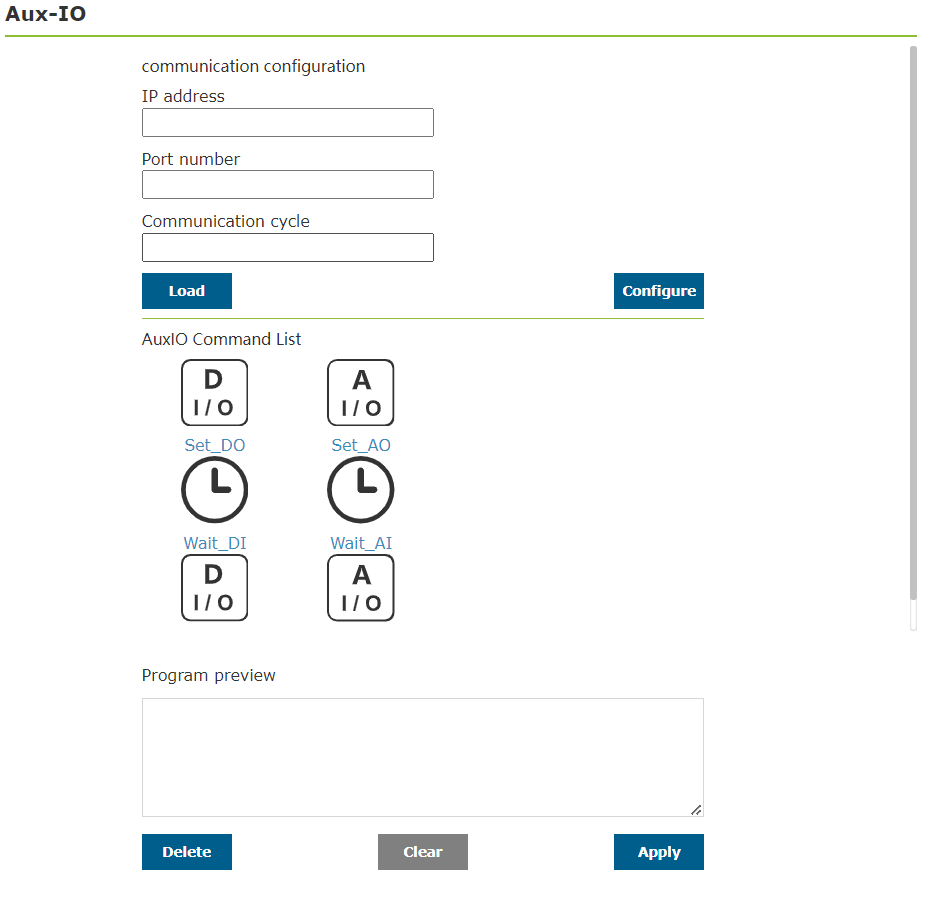 Aux-IO
communication configuration
IP address
Port number
Communication cycle
Load Configure
AuxIO Command List
D A
I / O I / O
Set_DO Set_AO
Wait_DI Wait_AI
D A
I / O I / O
Program preview
Delete Clear Apply